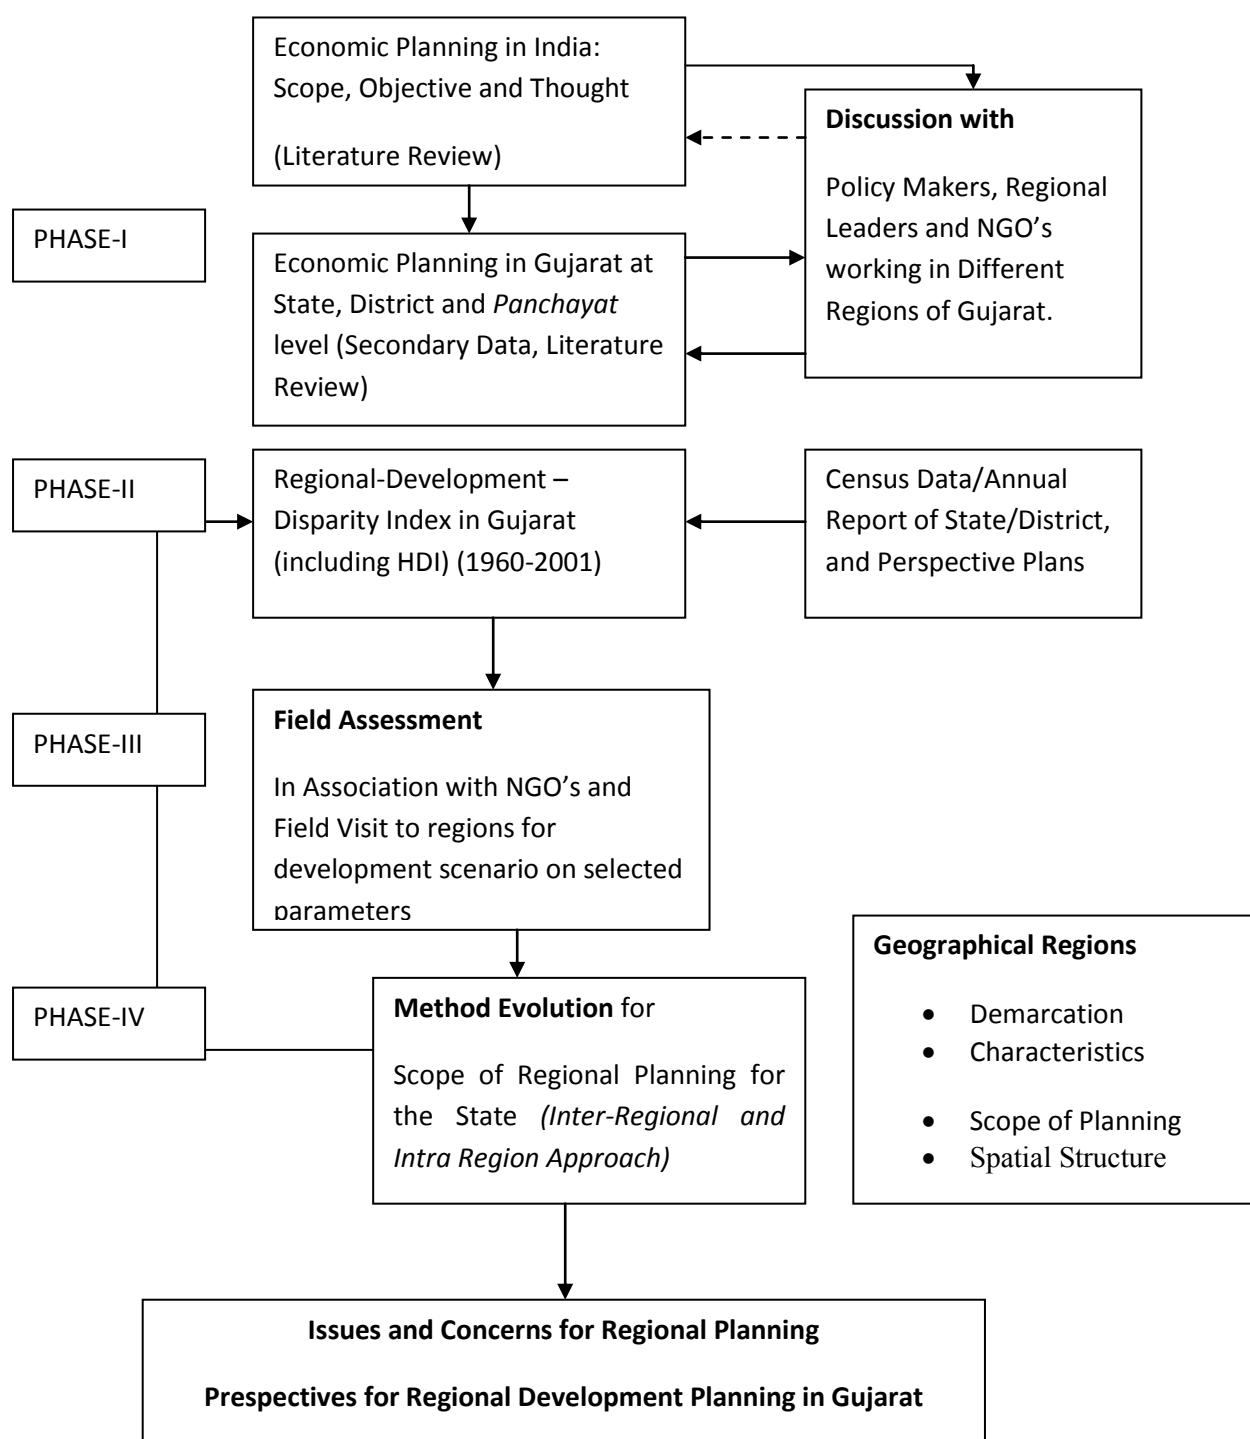 Economic Planning in India:
Scope, Objective and Thought
(Literature Review)
Discussion with
Policy Makers, Regional
Leaders and NGO’s
working in Different
Regions of Gujarat.
PHASE-I
Economic Planning in Gujarat at
State, District and Panchayat
level (Secondary Data, Literature
Review)
PHASE-II
Regional-Development –
Disparity Index in Gujarat
(including HDI) (1960-2001)
Census Data/Annual
Report of State/District,
and Perspective Plans
PHASE-III
Field Assessment
In Association with NGO’s and
Field Visit to regions for
development scenario on selected
parameters
Geographical Regions
• Demarcation
• Characteristics
• Scope of Planning
• Spatial Structure
PHASE-IV
Method Evolution for
Scope of Regional Planning for
the State (Inter-Regional and
Intra Region Approach)
Issues and Concerns for Regional Planning
Prespectives for Regional Development Planning in Gujarat